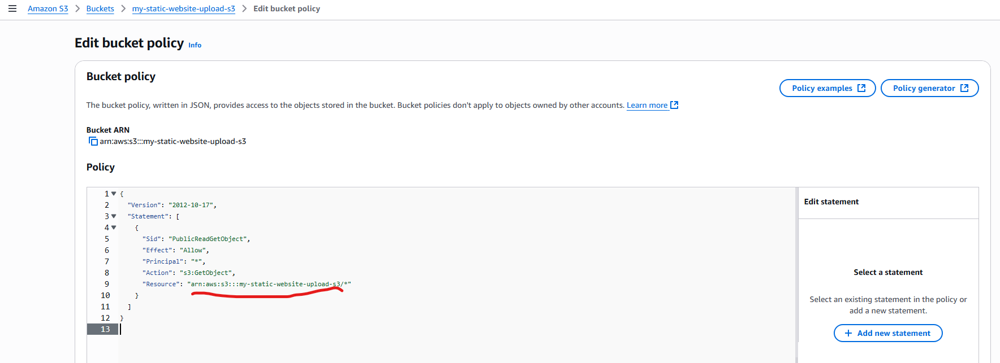 Amazon S3 > Buckets > my-static-website-upload-s3 > Edit bucket policy
Edit bucket policy Info
Bucket policy
Policy examples
Policy generator
The bucket policy, written in JSON, provides access to the objects stored in the bucket. Bucket policies don't apply to objects owned by other accounts. Learn more
Bucket ARN
arn:aws:s3:::my-static-website-upload-s3
Policy
1 {
2 "Version": "2012-10-17",
3 "Statement": [
4 {
5 "Sid": "PublicReadGetObject",
6 "Effect": "Allow",
7 "Principal": "*",
8 "Action": "s3:GetObject",
9 "Resource": "arn:aws:s3:::my-static-website-upload-s3/*"
10 }
11 ]
12 }
13
Edit statement
Select a statement
Select an existing statement in the policy or
add a new statement.
+ Add new statement